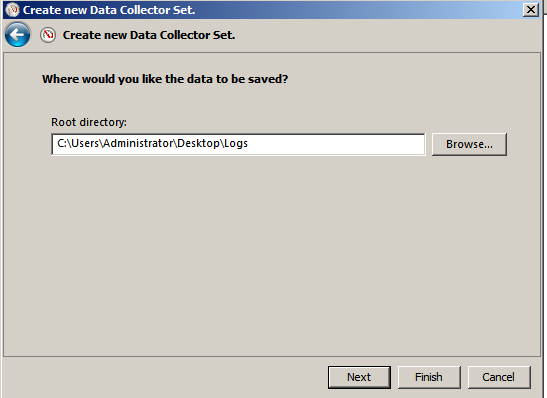 Create new Data Collector Set.
Create new Data Collector Set.
Where would you like the data to be saved?
Root directory:
C:\Users\Administrator\Desktop\Logs
Browse...
Next
Finish
Cancel